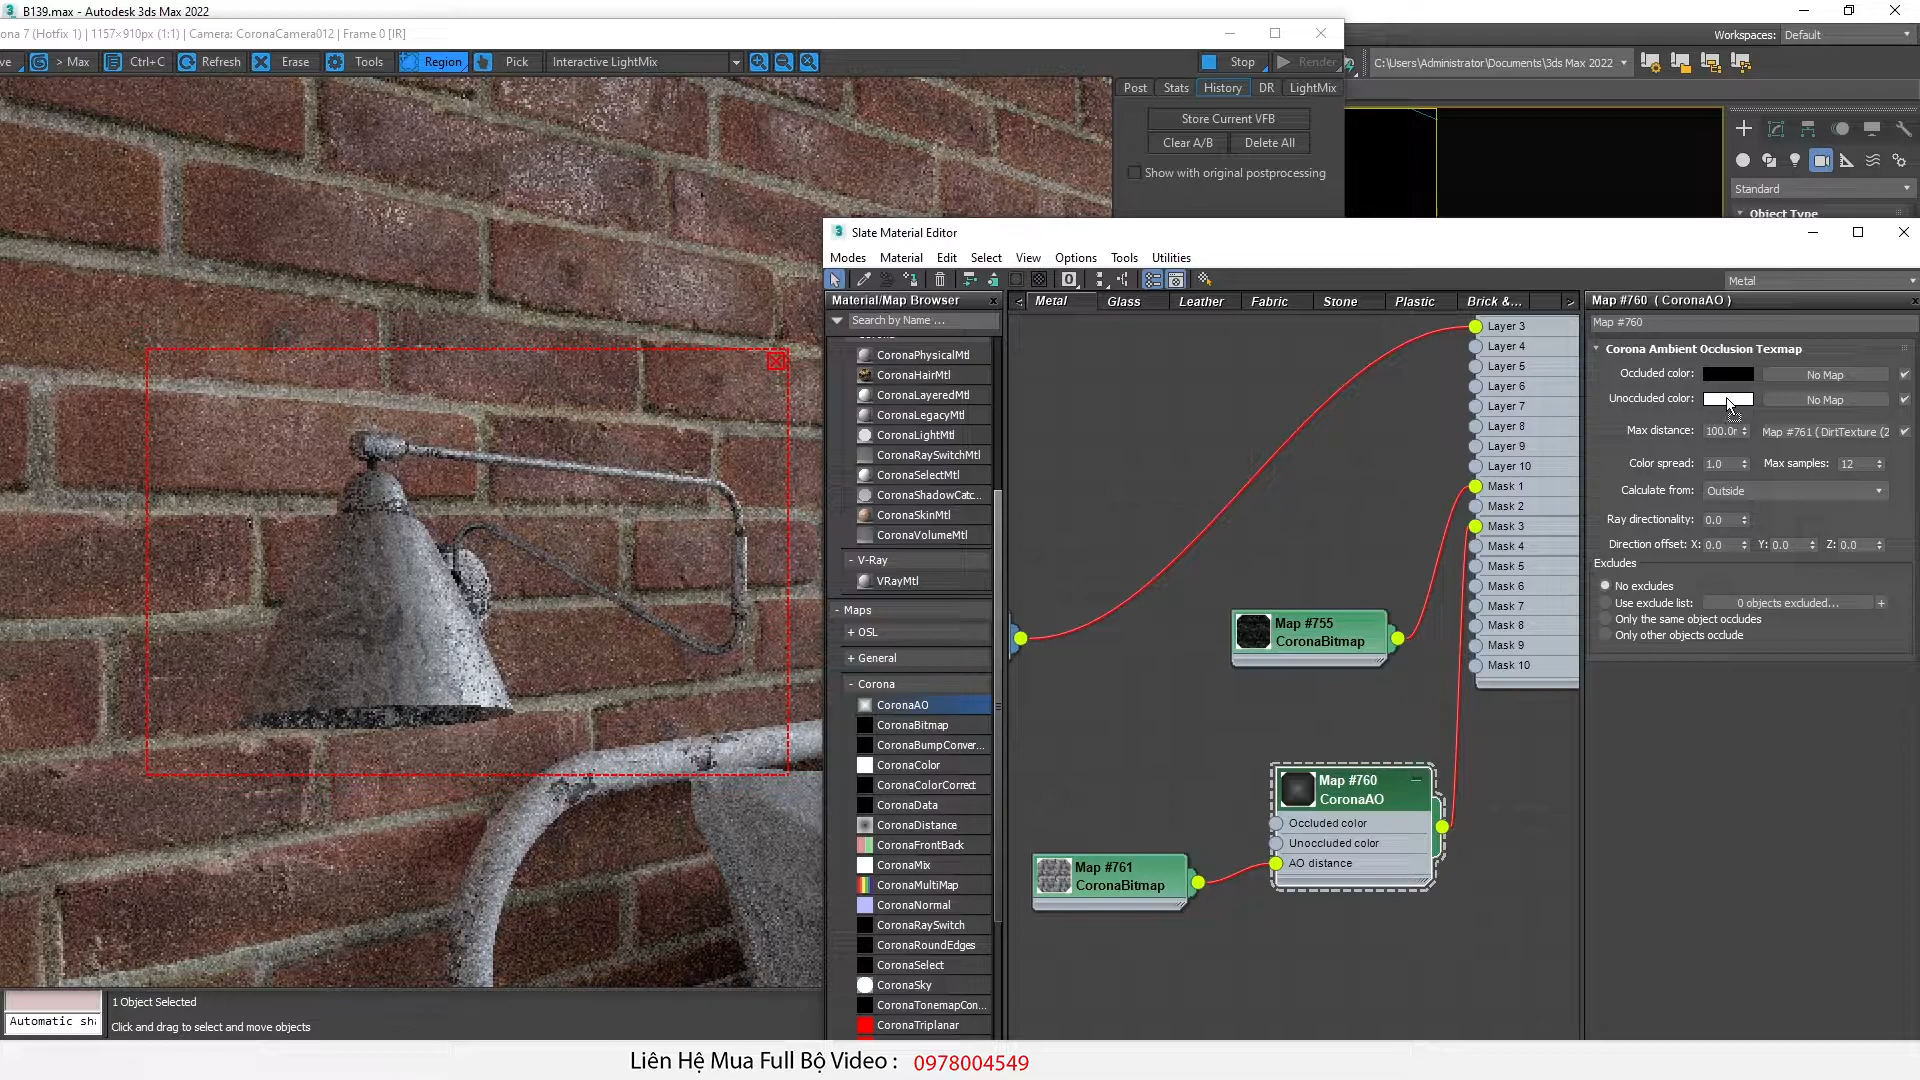 B139.max - Autodesk 3ds Max 2022
ona 7 (Hotfix 1) | 1157×910px (1:1) | Camera: CoronaCamera012 | Frame 0 [IR]
Workspaces: Default
ve > Max Ctrl+C Refresh Erase Tools Region Pick Interactive LightMix Stop Render
C:\Users\Administrator\Documents\3ds Max 2022
Post Stats History DR LightMix
Store Current VFB
Clear A/B Delete All
Show with original postprocessing
Standard
Object Type
Slate Material Editor
Modes Material Edit Select View Options Tools Utilities
Metal
Material/Map Browser
Search by Name ...
CoronaPhysicalMtl
CoronaHairMtl
CoronaLayeredMtl
CoronaLegacyMtl
CoronaLightMtl
CoronaRaySwitchMtl
CoronaSelectMtl
CoronaShadowCatc...
CoronaSkinMtl
CoronaVolumeMtl
- V-Ray
VRayMtl
- Maps
+ OSL
+ General
- Corona
CoronaAO
CoronaBitmap
CoronaBumpConver...
CoronaColor
CoronaColorCorrect
CoronaData
CoronaDistance
CoronaFrontBack
CoronaMix
CoronaMultiMap
CoronaNormal
CoronaRaySwitch
CoronaRoundEdges
CoronaSelect
CoronaSky
CoronaTonemapCon...
CoronaTriplanar
< Metal Glass Leather Fabric Stone Plastic Brick &... >
Layer 3
Layer 4
Layer 5
Layer 6
Layer 7
Layer 8
Layer 9
Layer 10
Mask 1
Mask 2
Mask 3
Mask 4
Mask 5
Mask 6
Mask 7
Mask 8
Mask 9
Mask 10
Map #755
CoronaBitmap
Map #760
CoronaAO
Occluded color
Unoccluded color
AO distance
Map #761
CoronaBitmap
Map #760 ( CoronaAO )
Map #760
Corona Ambient Occlusion Texmap
Occluded color: No Map
Unoccluded color: No Map
Max distance: 100.0r Map #761 ( DirtTexture (2
Color spread: 1.0 Max samples: 12
Calculate from: Outside
Ray directionality: 0.0
Direction offset: X: 0.0 Y: 0.0 Z: 0.0
Excludes
No excludes
Use exclude list: 0 objects excluded... +
Only the same object occludes
Only other objects occlude
1 Object Selected
Automatic sha
Click and drag to select and move objects
Liên Hệ Mua Full Bộ Video : 0978004549